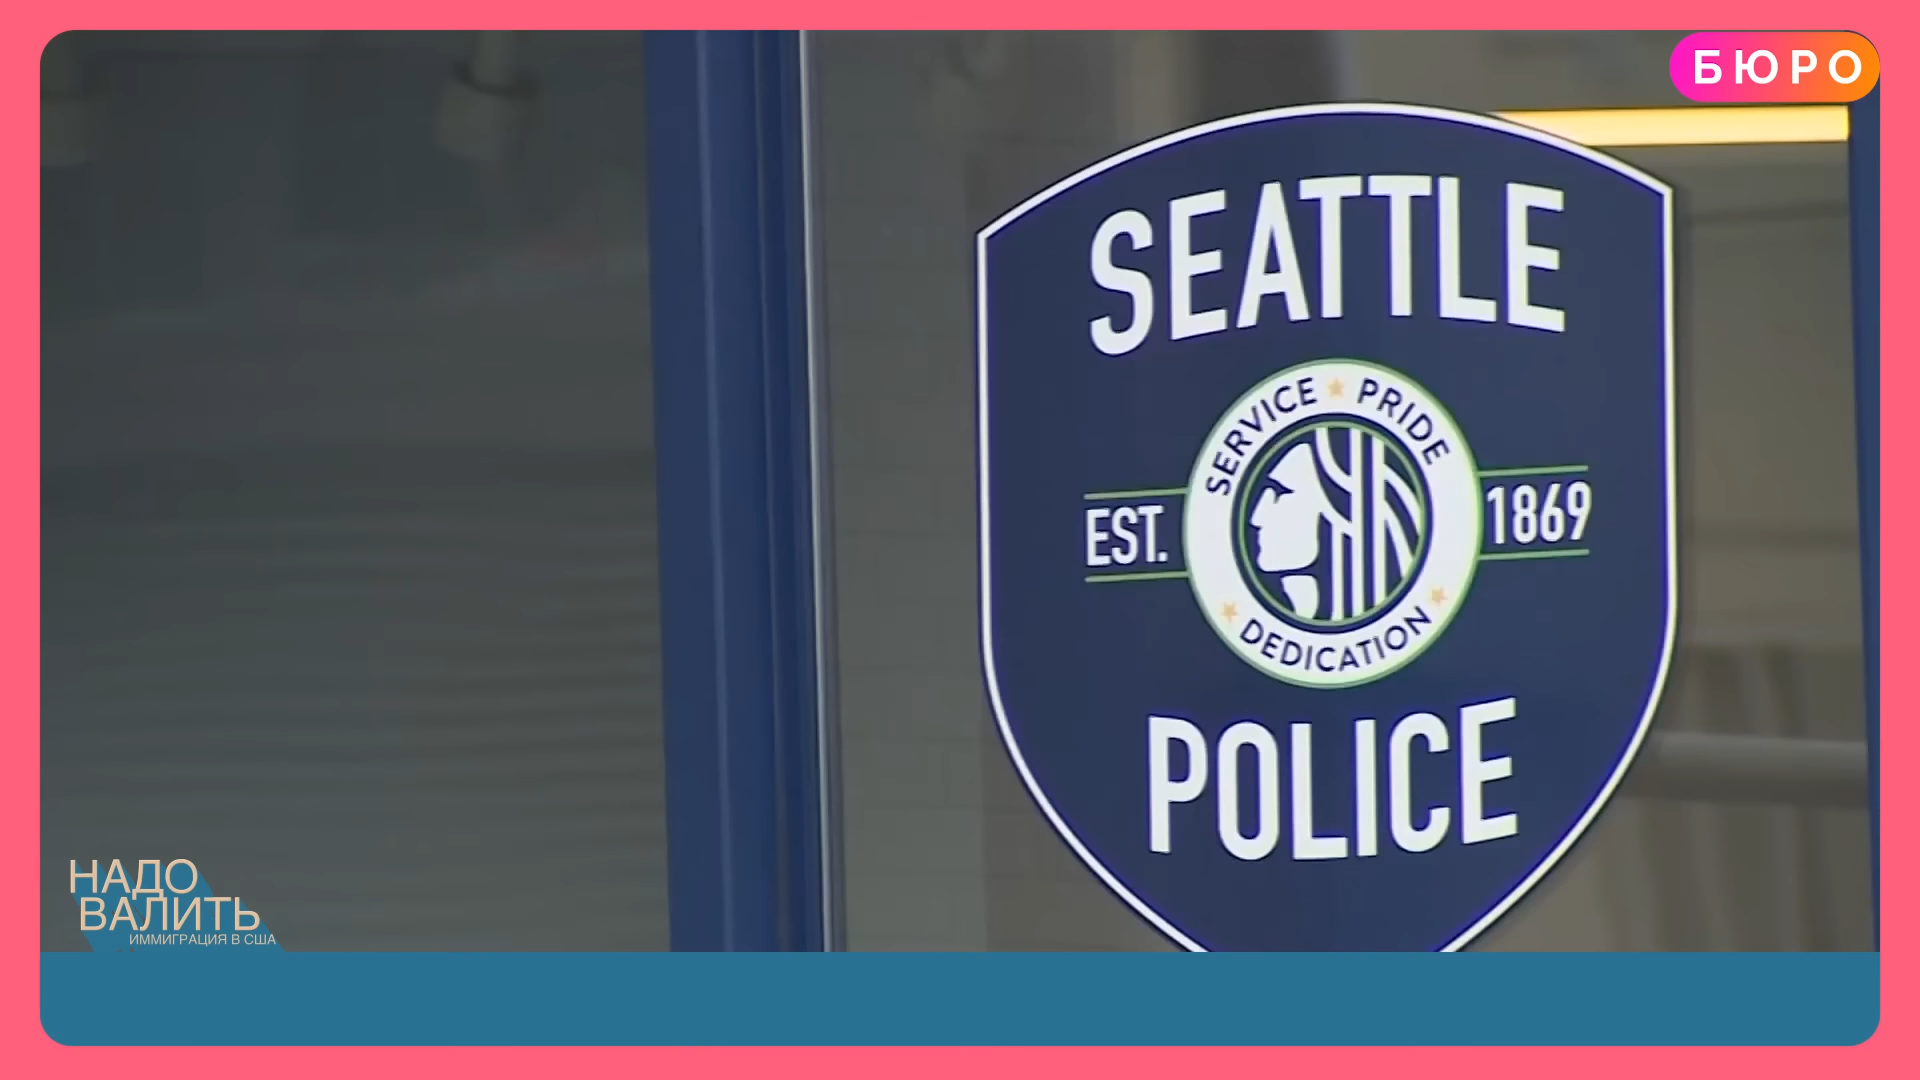 БЮРО
SEATTLE
SERVICE PRIDE
EST. 1869
DEDICATION
POLICE
НАДО
ВАЛИТЬ
ИММИГРАЦИЯ В США